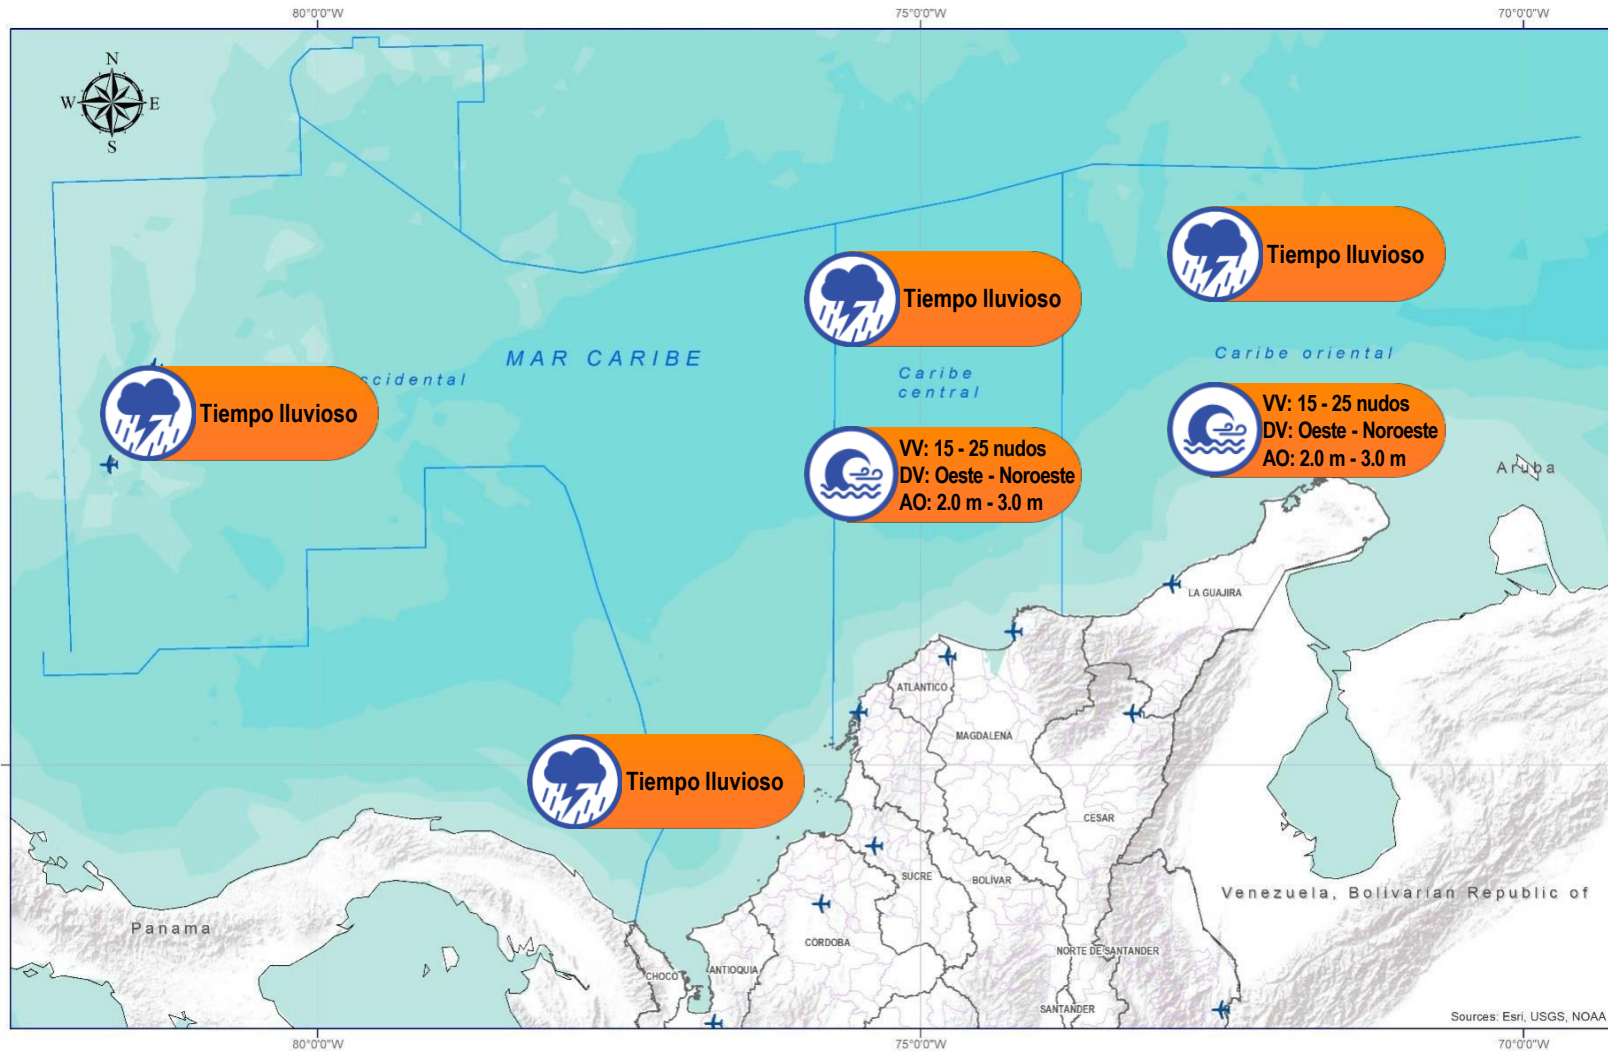 80°0'0"W
75°0'0"W
70°0'0"W
N
W
E
S
Tiempo lluvioso
Tiempo lluvioso
MAR CARIBE
Caribe
central
Caribe oriental
ccidental
Tiempo lluvioso
VV: 15 - 25 nudos
DV: Oeste - Noroeste
AO: 2.0 m - 3.0 m
VV: 15 - 25 nudos
DV: Oeste - Noroeste
AO: 2.0 m - 3.0 m
Aruba
LA GUAJIRA
ATLÁNTICO
MAGDALENA
Tiempo lluvioso
CESAR
SUCRE
BOLÍVAR
Venezuela, Bolivarian Republic of
Panama
CÓRDOBA
NORTE DE SANTANDER
CHOCÓ
ANTIOQUIA
SANTANDER
Sources: Esri, USGS, NOAA
80°0'0"W
75°0'0"W
70°0'0"W